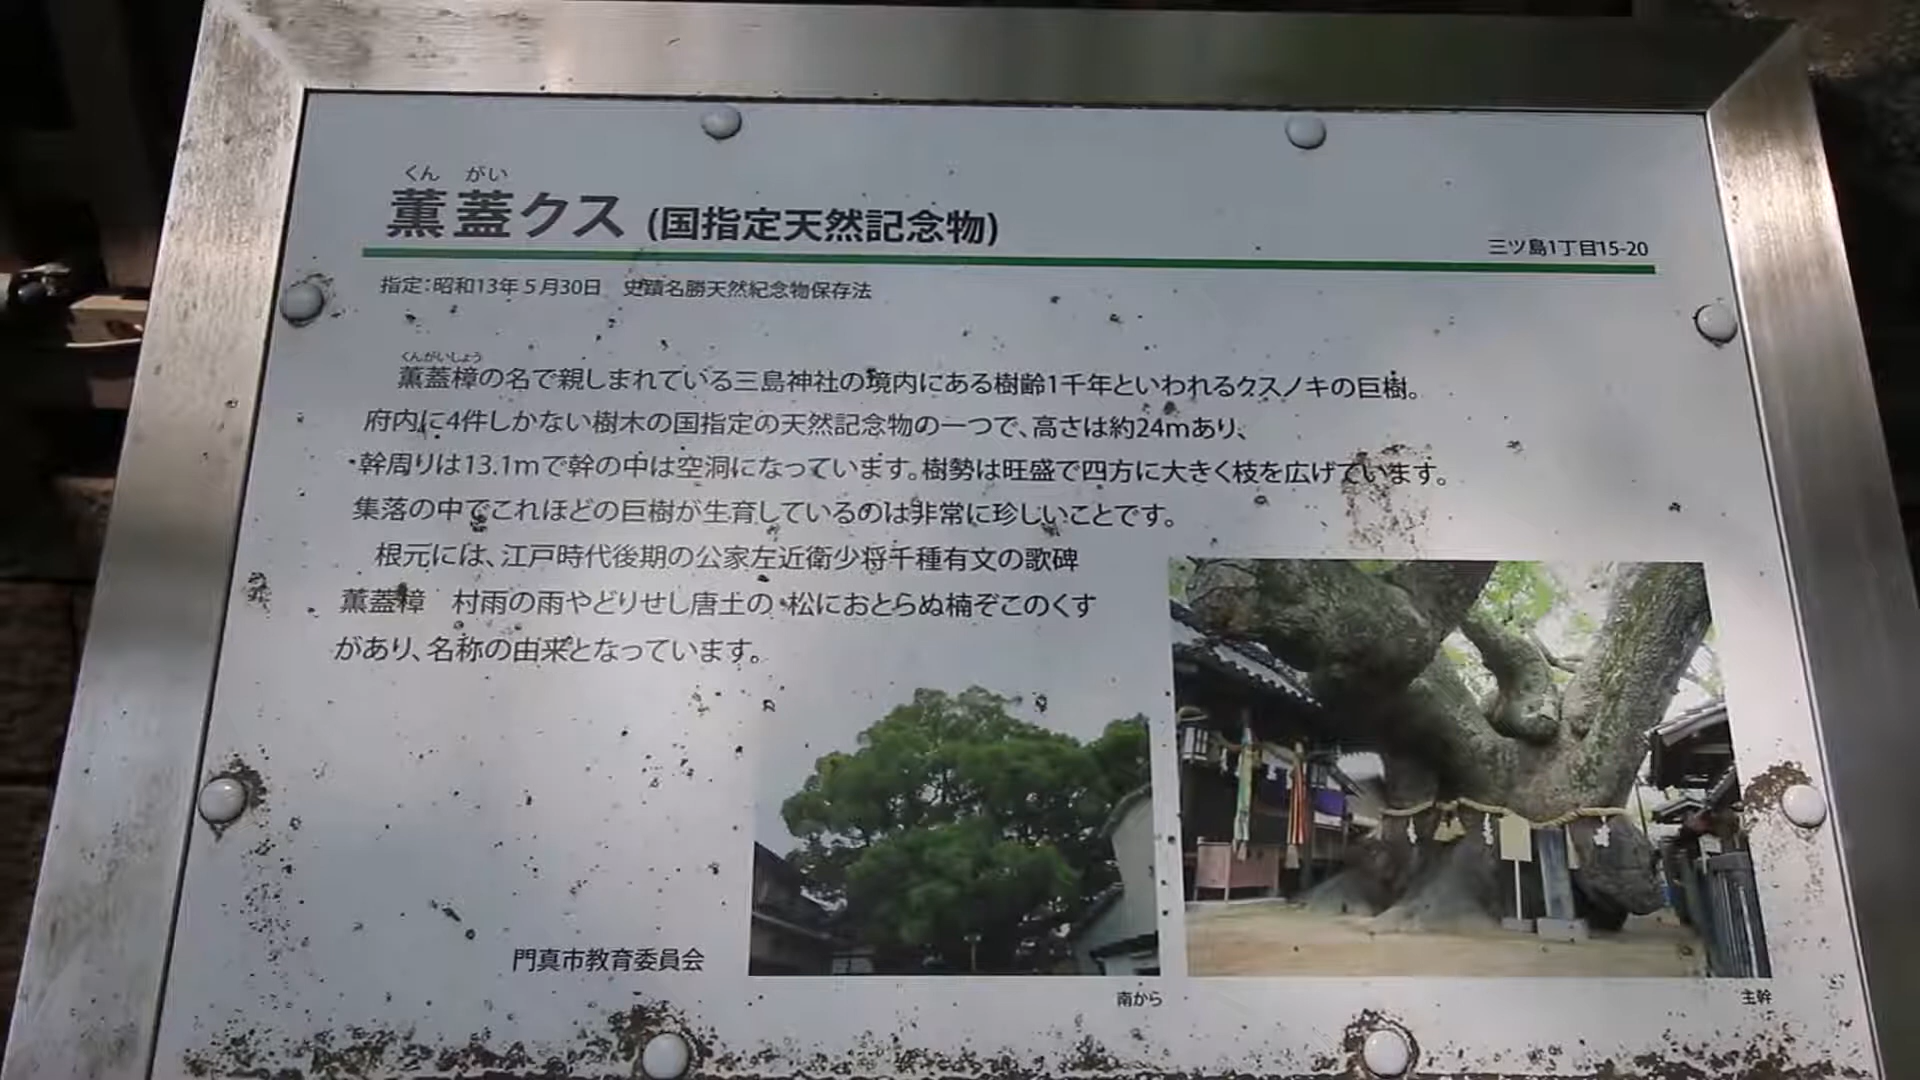 くん がい
薫蓋クス (国指定天然記念物)
三ツ島1丁目15-20
指定:昭和13年5月30日 史蹟名勝天然紀念物保存法
くんがいしょう
薫蓋樟の名で親しまれている三島神社の境内にある樹齢1千年といわれるクスノキの巨樹。
府内に4件しかない樹木の国指定の天然記念物の一つで、高さは約24mあり、
幹周りは13.1mで幹の中は空洞になっています。樹勢は旺盛で四方に大きく枝を広げています。
集落の中でこれほどの巨樹が生育しているのは非常に珍しいことです。
根元には、江戸時代後期の公家左近衛少将千種有文の歌碑
薫蓋樟 村雨の雨やどりせし唐土の 松におとらぬ楠ぞこのくす
があり、名称の由来となっています。
門真市教育委員会
南から
主幹